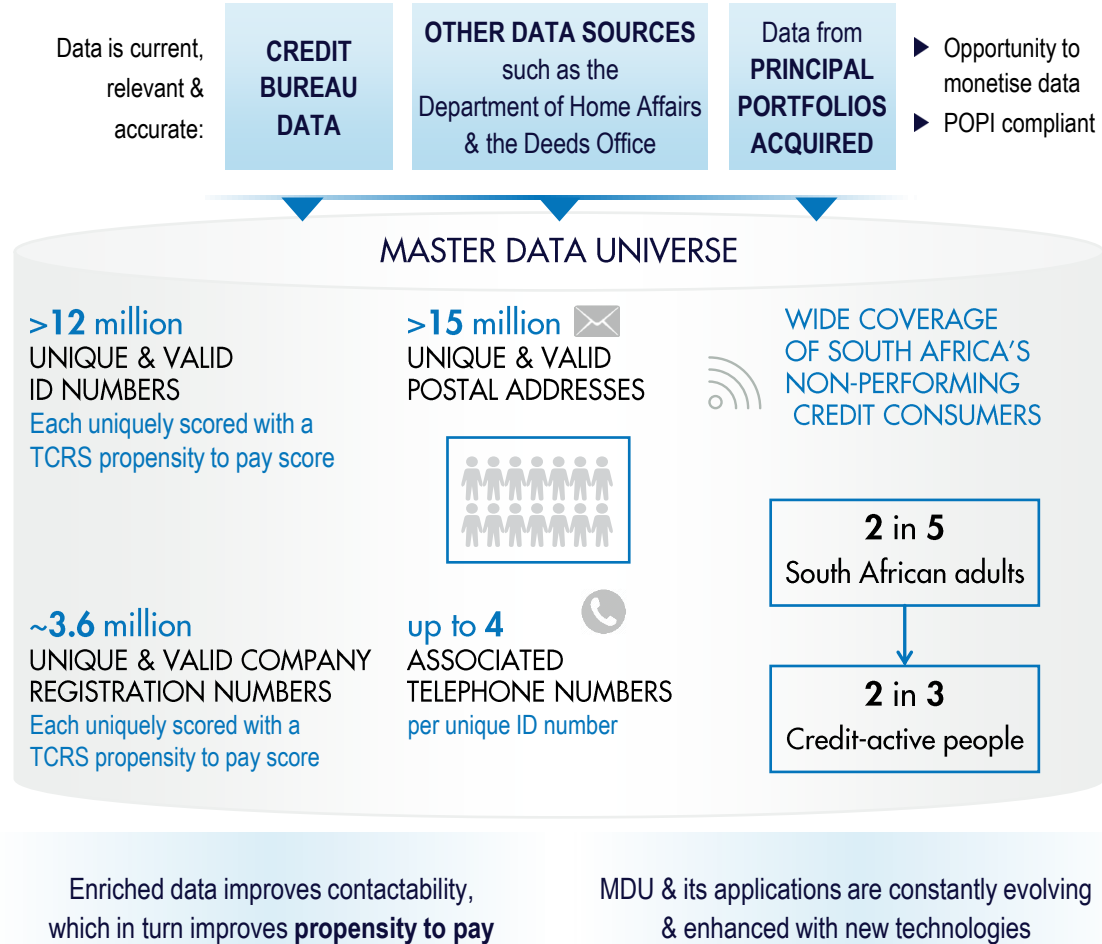 Data is current,
relevant &
accurate:
CREDIT
BUREAU
DATA
OTHER DATA SOURCES
such as the
Department of Home Affairs
& the Deeds Office
Data from
PRINCIPAL
PORTFOLIOS
ACQUIRED
Opportunity to
monetise data
POPI compliant
MASTER DATA UNIVERSE
>12 million
UNIQUE & VALID
ID NUMBERS
Each uniquely scored with a
TCRS propensity to pay score
>15 million
UNIQUE & VALID
POSTAL ADDRESSES
WIDE COVERAGE
OF SOUTH AFRICA'S
NON-PERFORMING
CREDIT CONSUMERS
~3.6 million
UNIQUE & VALID COMPANY
REGISTRATION NUMBERS
Each uniquely scored with a
TCRS propensity to pay score
up to 4
ASSOCIATED
TELEPHONE NUMBERS
per unique ID number
2 in 5
South African adults
2 in 3
Credit-active people
Enriched data improves contactability,
which in turn improves propensity to pay
MDU & its applications are constantly evolving
& enhanced with new technologies